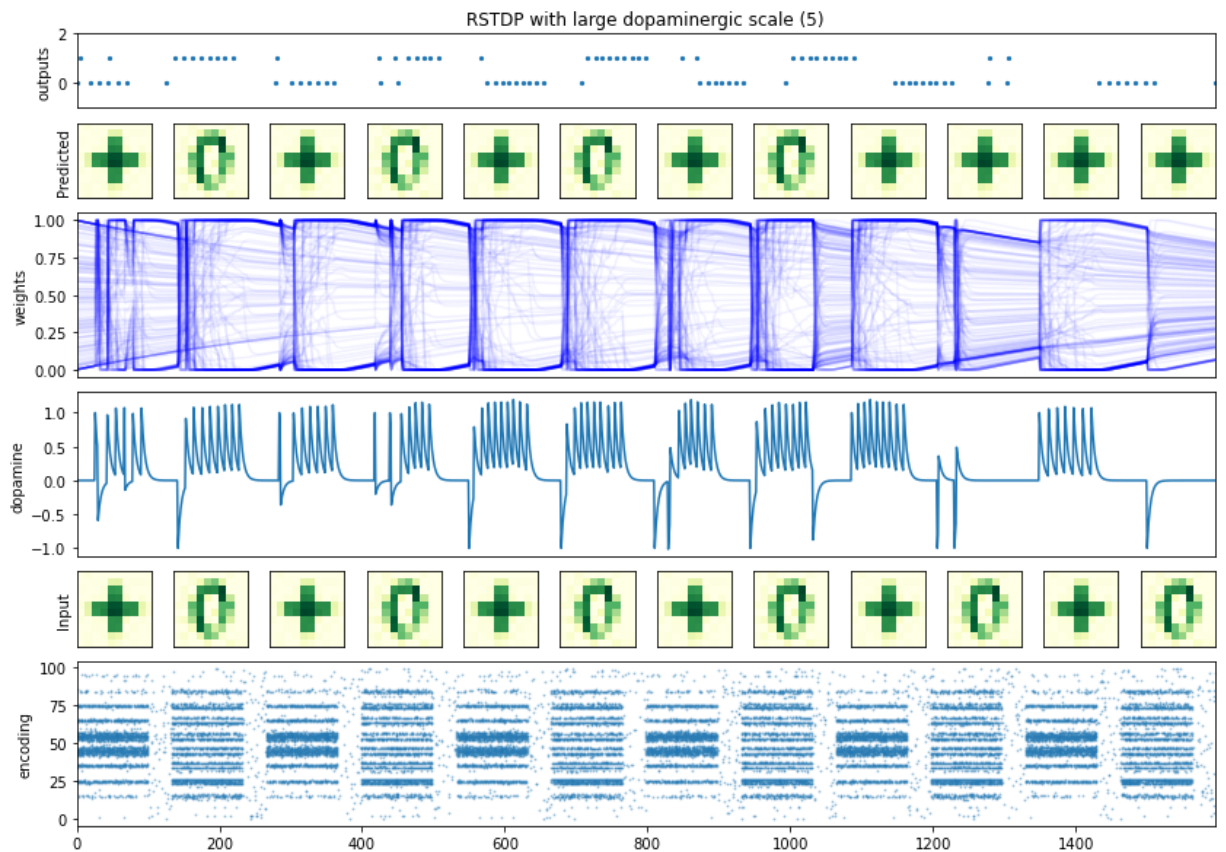 RSTDP with large dopaminergic scale (5)
2
0
outputs
Predicted
1.00
0.75
0.50
0.25
0.00
weights
1.0
0.5
0.0
−0.5
−1.0
dopamine
Input
100
75
50
25
0
encoding
0 200 400 600 800 1000 1200 1400